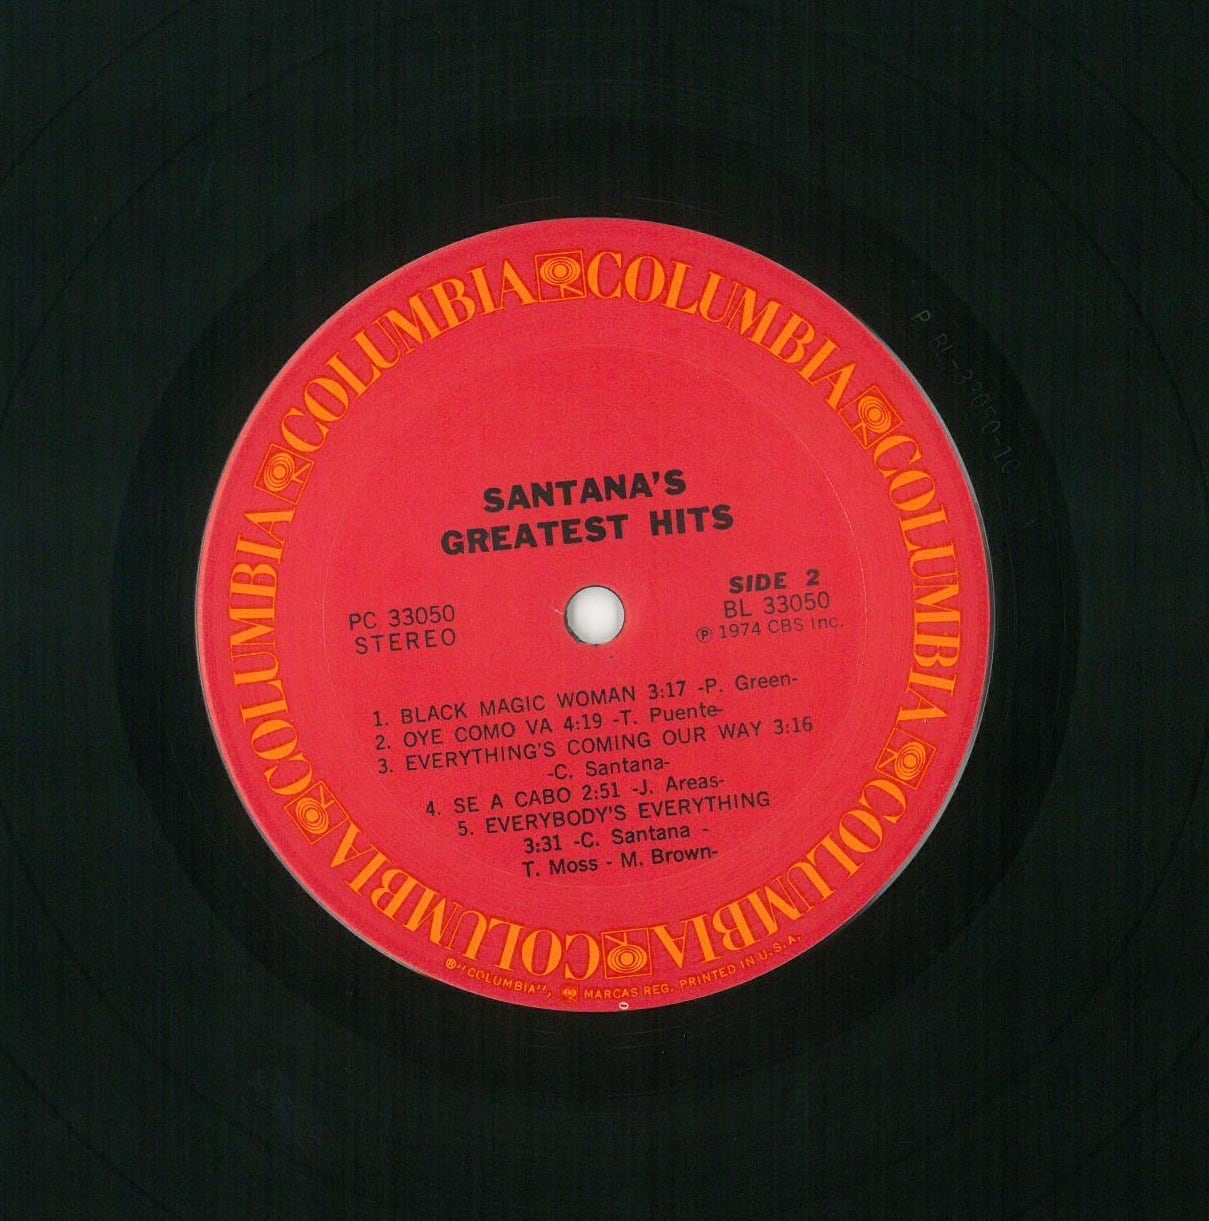 COLUMBIA COLUMBIA COLUMBIA COLUMBIA COLUMBIA COLUMBIA
SANTANA'S
GREATEST HITS
PC 33050
STEREO
SIDE 2
BL 33050
Ⓟ 1974 CBS Inc.
1. BLACK MAGIC WOMAN 3:17 -P. Green-
2. OYE COMO VA 4:19 -T. Puente-
3. EVERYTHING'S COMING OUR WAY 3:16
-C. Santana-
4. SE A CABO 2:51 -J. Areas-
5. EVERYBODY'S EVERYTHING
3:31 -C. Santana -
T. Moss - M. Brown-
®"COLUMBIA", MARCAS REG. PRINTED IN U.S.A.
P BL-33050-1C